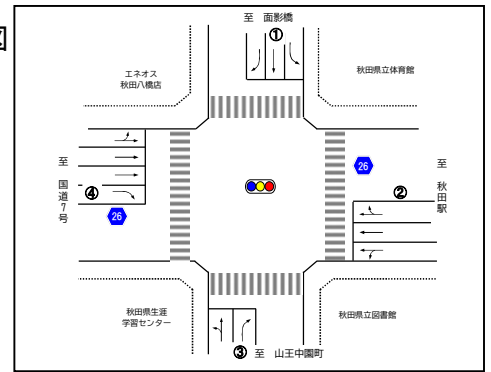 図
至 面影橋
①
エネオス
秋田八橋店
秋田県立体育館
26
至 国道7号
④
26
②
至 秋田駅
秋田県生涯
学習センター
秋田県立図書館
③ 至 山王中園町